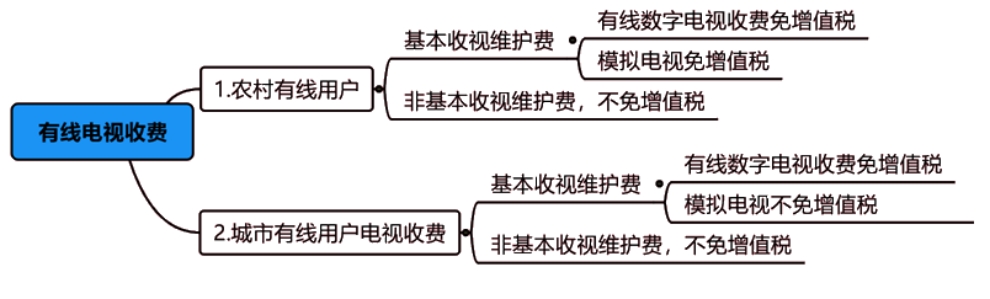 有线电视收费
1.农村有线用户
基本收视维护费
有线数字电视收费免增值税
模拟电视免增值税
非基本收视维护费，不免增值税
2.城市有线用户电视收费
基本收视维护费
有线数字电视收费免增值税
模拟电视不免增值税
非基本收视维护费，不免增值税